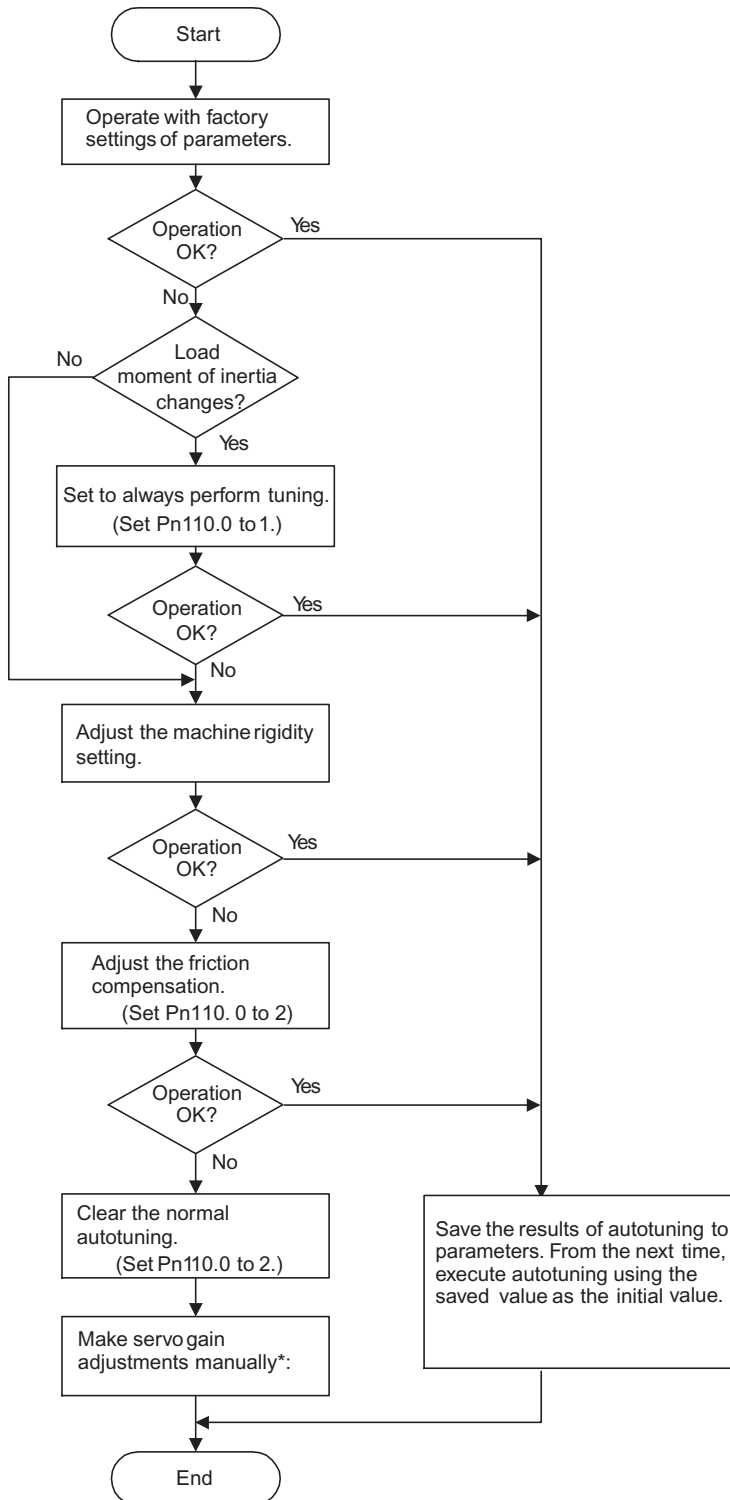 Start
Operate with factory
settings of parameters.
Operation
OK?
Yes
No
Load
moment of inertia
changes?
No
Yes
Set to always perform tuning.
(Set Pn110.0 to 1.)
Operation
OK?
Yes
No
Adjust the machine rigidity
setting.
Operation
OK?
Yes
No
Adjust the friction
compensation.
(Set Pn110. 0 to 2)
Operation
OK?
Yes
No
Clear the normal
autotuning.
(Set Pn110.0 to 2.)
Save the results of autotuning to
parameters. From the next time,
execute autotuning using the
saved value as the initial value.
Make servo gain
adjustments manually*:
End